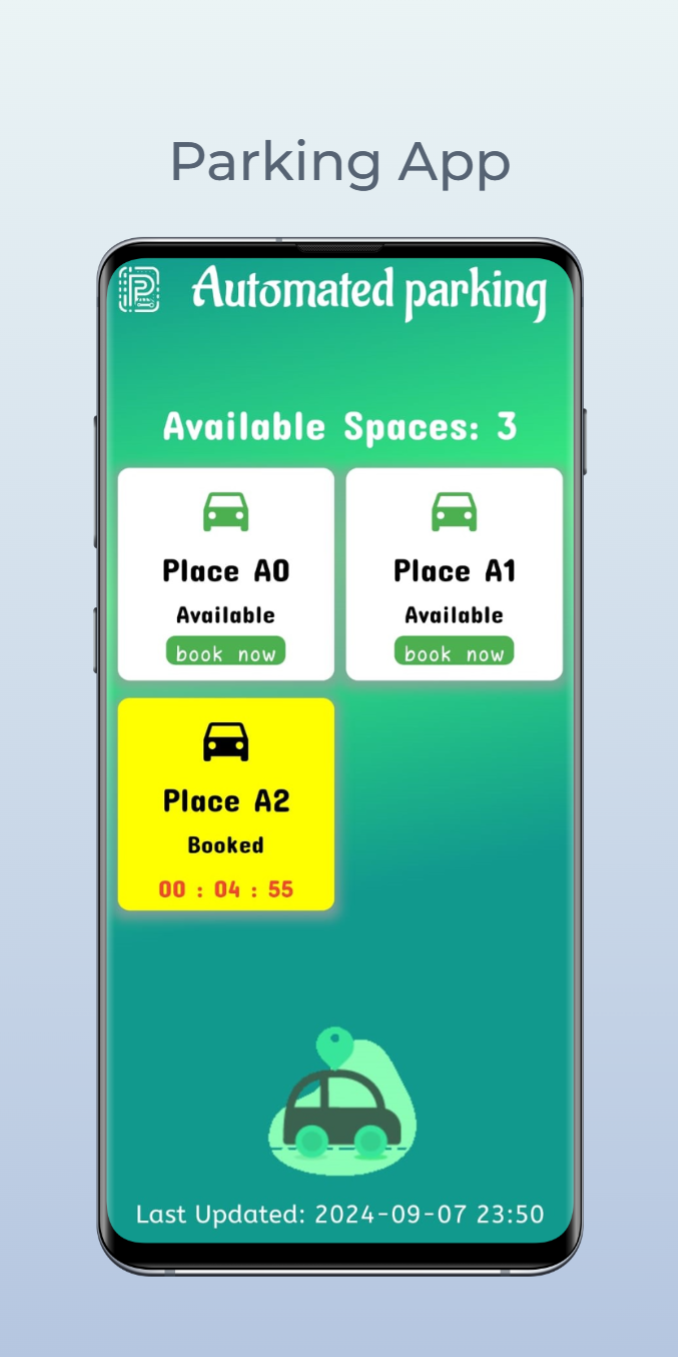 Parking App
P Automated parking
Available Spaces: 3
Place A0
Available
book now
Place A1
Available
book now
Place A2
Booked
00 : 04 : 55
Last Updated: 2024-09-07 23:50